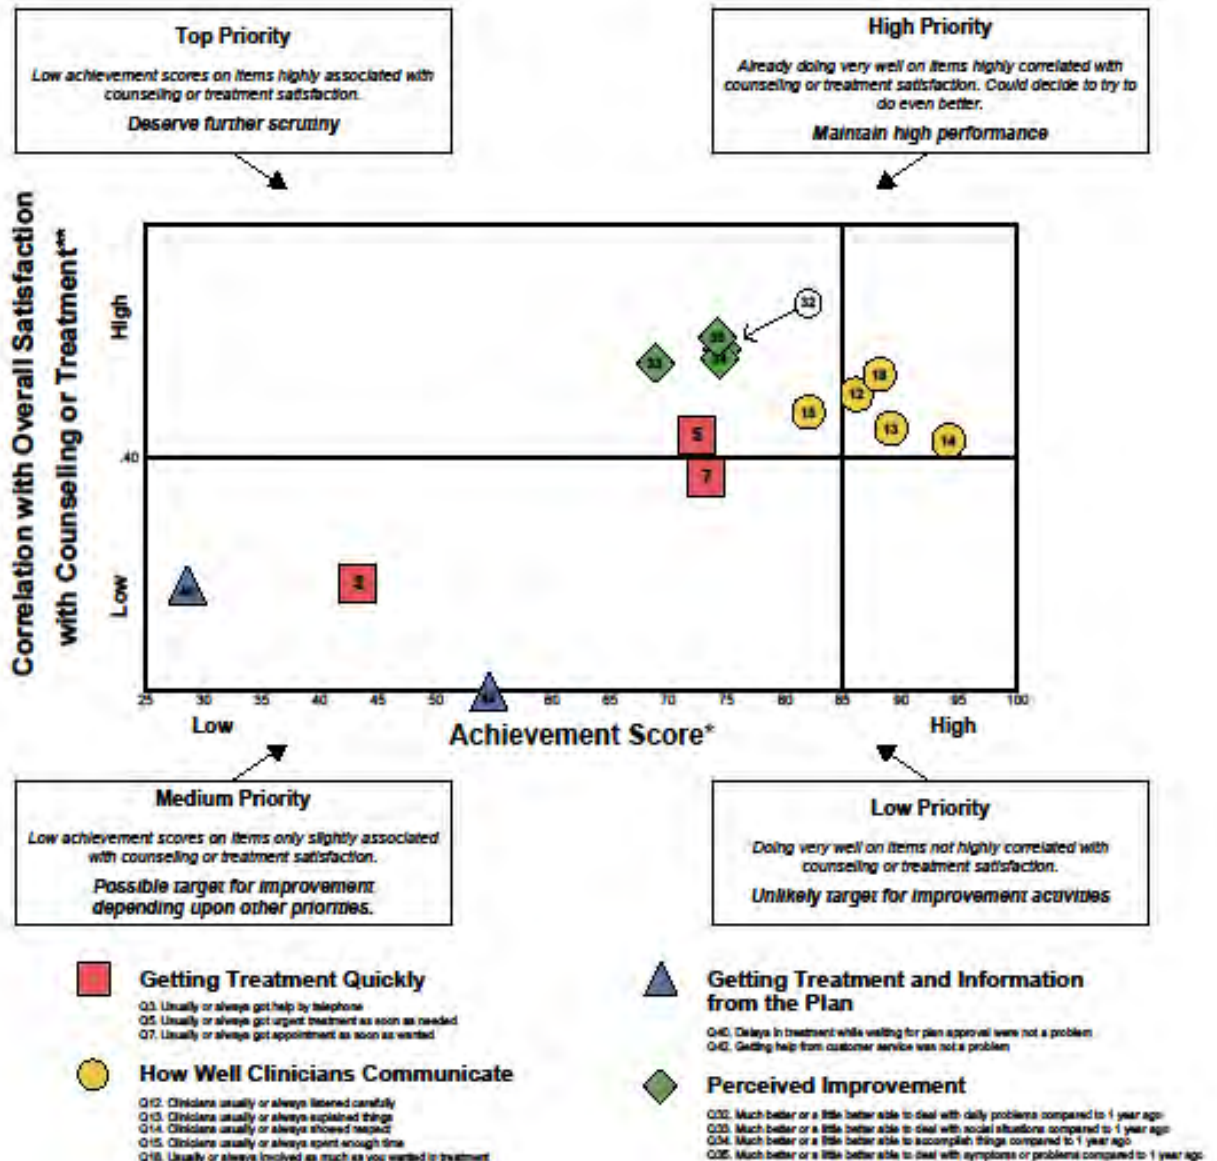 Top Priority
Low achievement scores on items highly associated with
counseling or treatment satisfaction.
Deserve further scrutiny
High Priority
Already doing very well on items highly correlated with
counseling or treatment satisfaction. Could decide to try to
do even better.
Maintain high performance
Correlation with Overall Satisfaction
with Counseling or Treatment**
High
.40
Low
32
35
34
33
18
12
15
13
14
5
7
25 30 35 40 45 50 60 65 70 75 80 85 90 95 100
Low
Achievement Score*
High
Medium Priority
Low achievement scores on items only slightly associated
with counseling or treatment satisfaction.
Possible target for improvement
depending upon other priorities.
Low Priority
Doing very well on items not highly correlated with
counseling or treatment satisfaction.
Unlikely target for improvement activities
Getting Treatment Quickly
Q3. Usually or always got help by telephone
Q5. Usually or always got urgent treatment as soon as needed
Q7. Usually or always got appointment as soon as wanted
How Well Clinicians Communicate
Q12. Clinicians usually or always listened carefully
Q13. Clinicians usually or always explained things
Q14. Clinicians usually or always showed respect
Q15. Clinicians usually or always spent enough time
Q18. Usually or always involved as much as you wanted in treatment
Getting Treatment and Information
from the Plan
Q40. Delays in treatment while waiting for plan approval were not a problem
Q42. Getting help from customer service was not a problem
Perceived Improvement
Q32. Much better or a little better able to deal with daily problems compared to 1 year ago
Q33. Much better or a little better able to deal with social situations compared to 1 year ago
Q34. Much better or a little better able to accomplish things compared to 1 year ago
Q35. Much better or a little better able to deal with symptoms or problems compared to 1 year ago